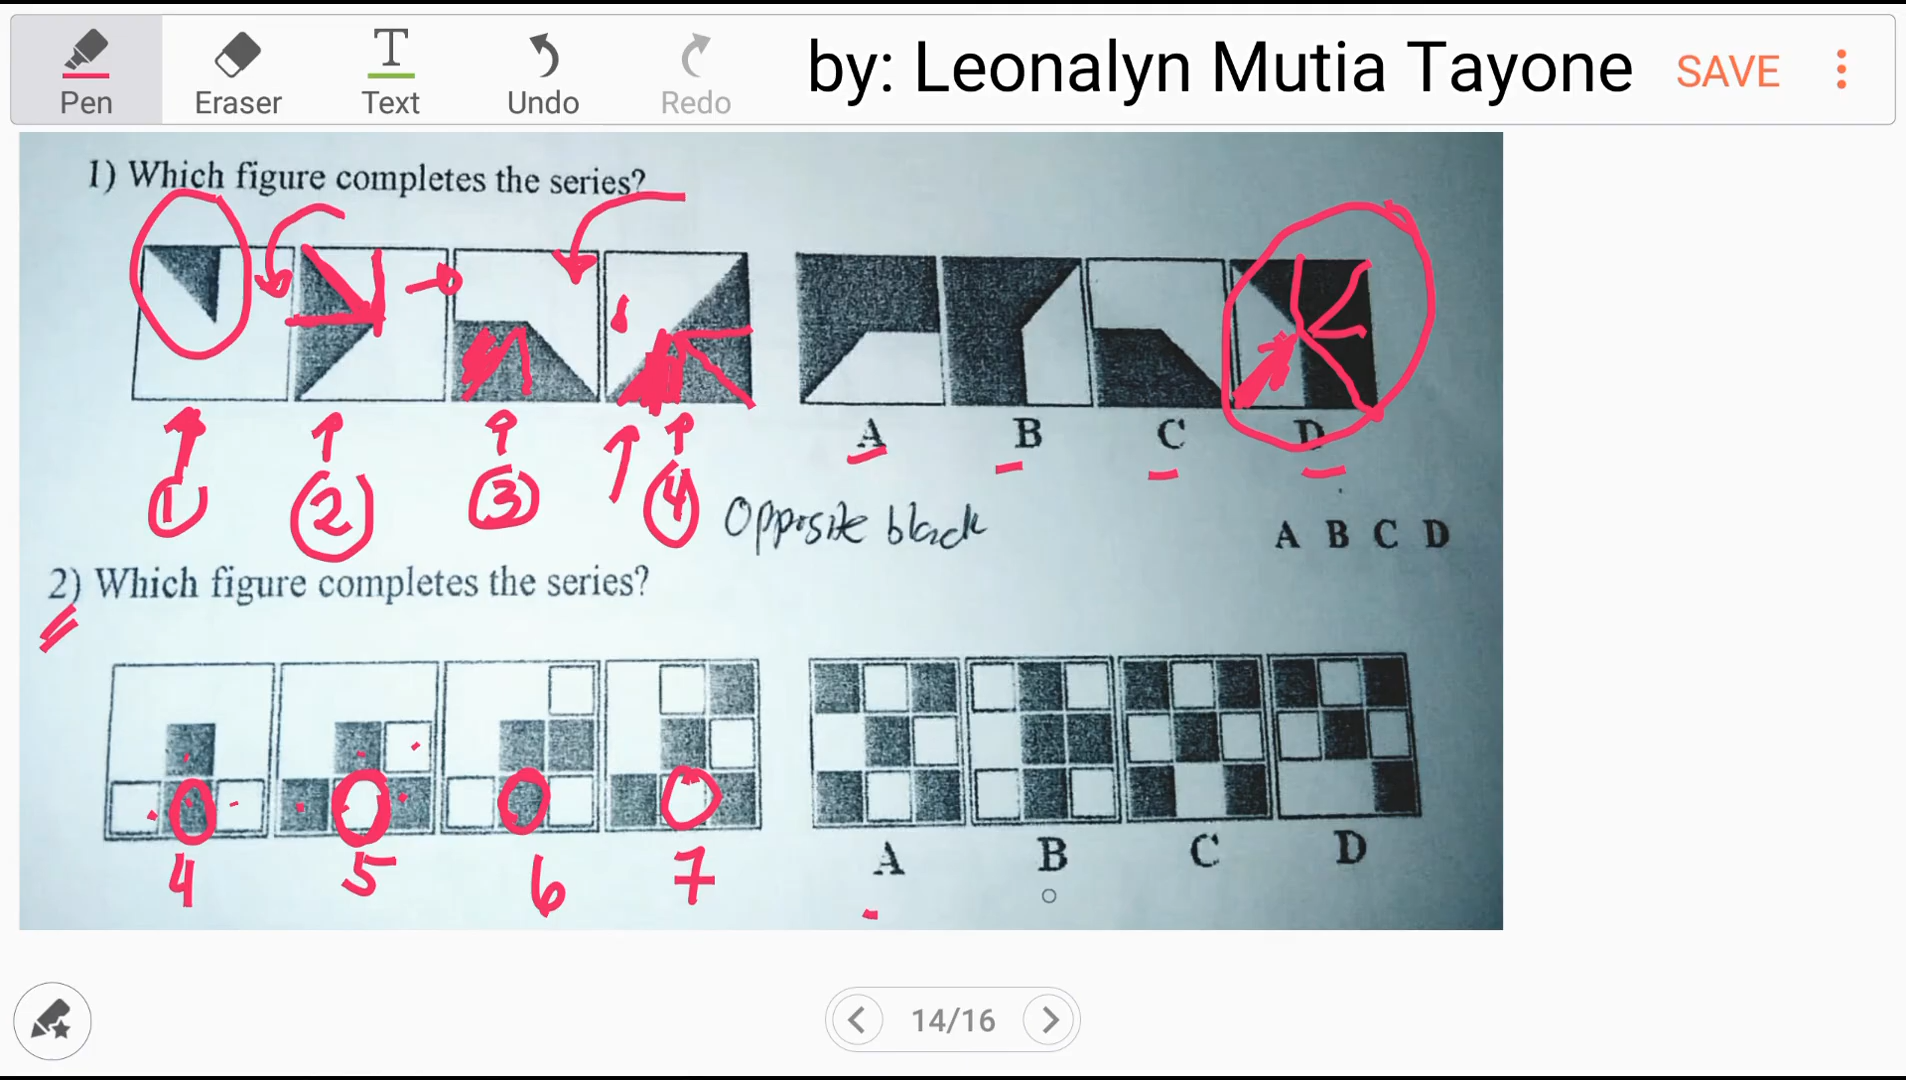 Pen
Eraser
T
Text
Undo
Redo
by: Leonalyn Mutia Tayone
SAVE
1) Which figure completes the series?
A B C D
1 2 3 4
Opposite black
A B C D
2) Which figure completes the series?
4 5 6 7
A B C D
14/16